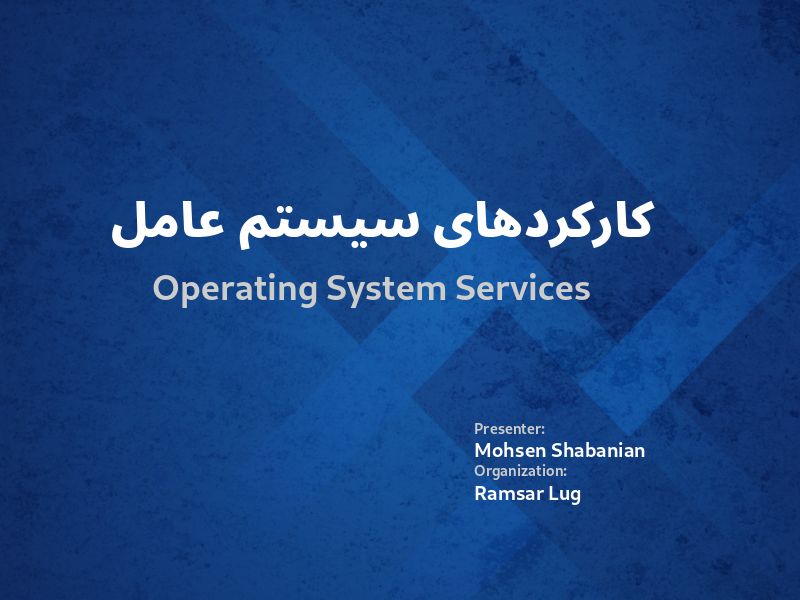 کارکردهای سیستم عامل
Operating System Services
Presenter:
Mohsen Shabanian
Organization:
Ramsar Lug